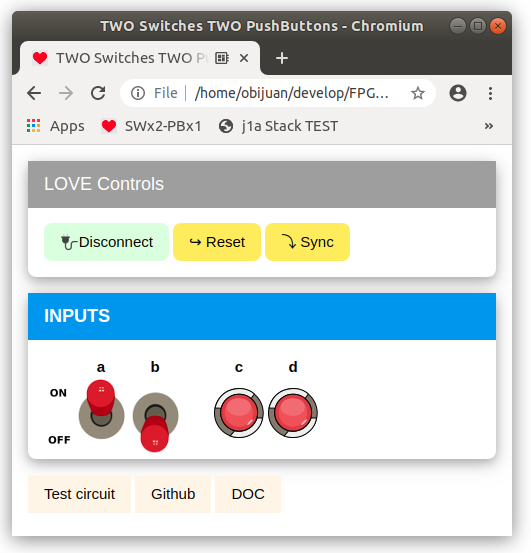 TWO Switches TWO PushButtons - Chromium
TWO Switches TWO P
File | /home/obijuan/develop/FPG...
Apps SWx2-PBx1 j1a Stack TEST »
LOVE Controls
Disconnect ↪ Reset ⤵ Sync
INPUTS
a b c d
ON
OFF
Test circuit Github DOC